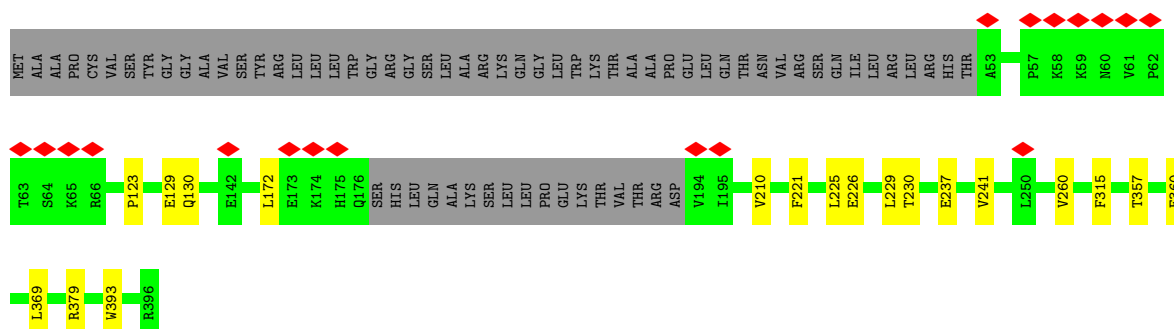 MET ALA ALA PRO CYS VAL SER TYR GLY GLY ALA VAL SER TYR ARG LEU LEU LEU TRP GLY ARG GLY SER LEU ALA ARG LYS GLN GLY LEU TRP LYS THR ALA ALA PRO GLU LEU GLN THR ASN VAL ARG SER GLN ILE LEU ARG LEU ARG HIS THR A53 P57 K58 K59 N60 V61 P62
T63 S64 K65 R66 P123 E129 Q130 E142 L172 E173 K174 H175 Q176 SER HIS LEU GLN ALA LYS SER LEU LEU PRO GLU LYS THR VAL THR ARG ASP V194 I195 V210 F221 L225 E226 L229 T230 E237 V241 L250 V260 F315 T357
L369 R379 W393 R396